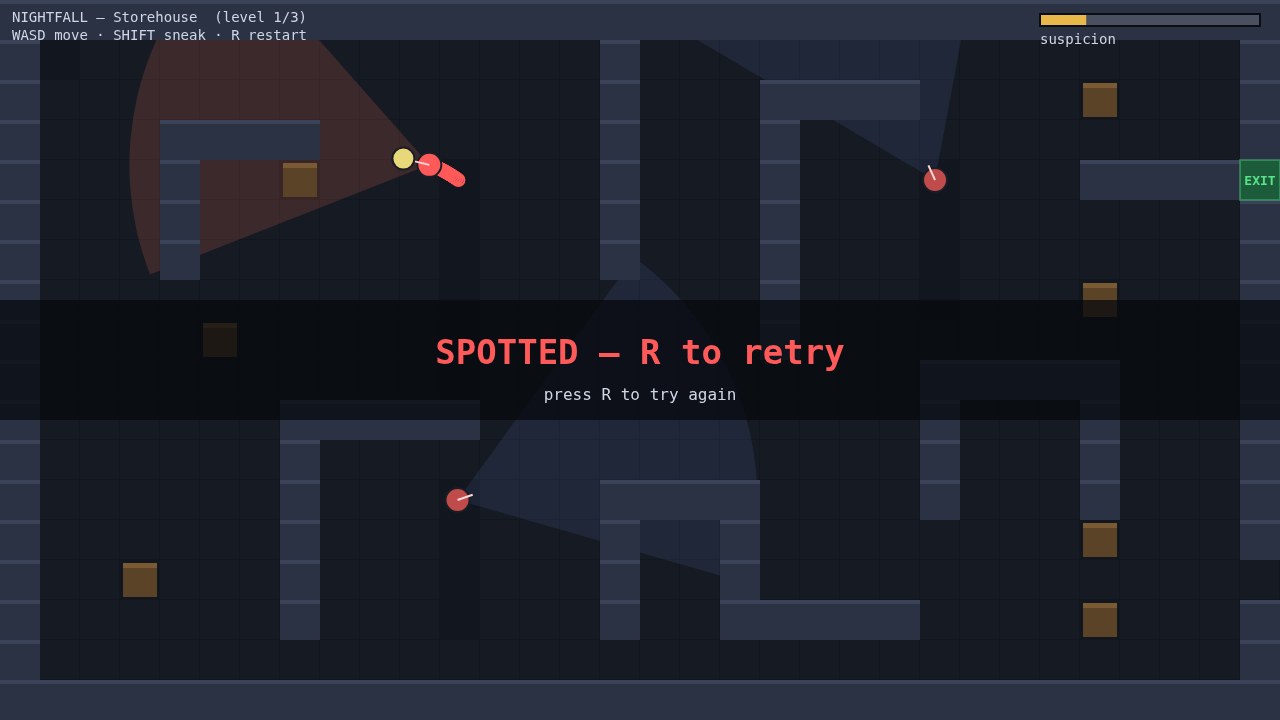 NIGHTFALL — Storehouse  (level 1/3)
WASD move · SHIFT sneak · R restart
suspicion
EXIT
SPOTTED — R to retry
press R to try again